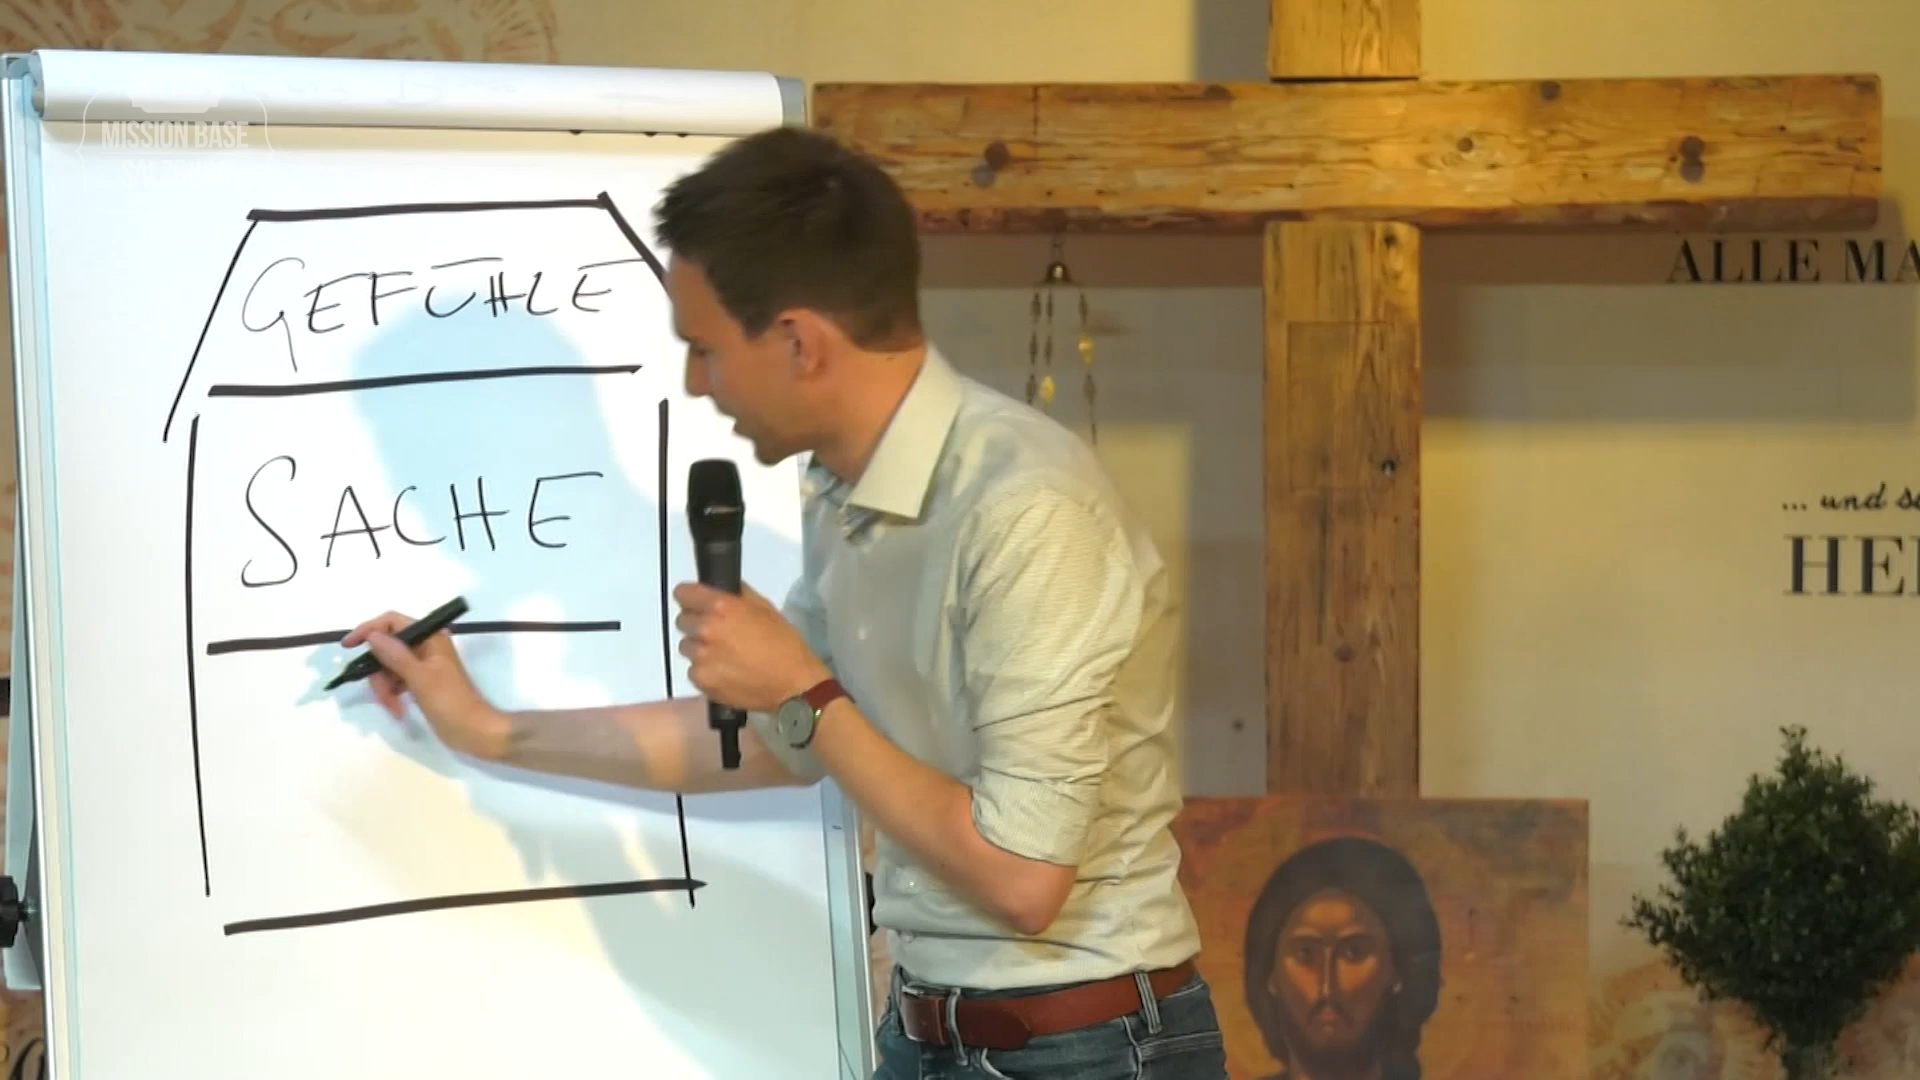 MISSION BASE
GEFÜHLE
SACHE
ALLE MA
... und se
HE